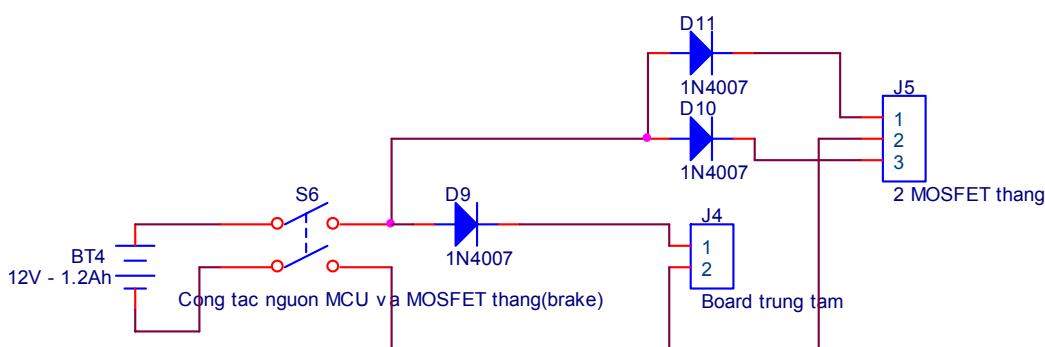 D11
1N4007
J5
1
2
3
D10
1N4007
2 MOSFET thang
S6
D9
1N4007
J4
1
2
BT4
12V - 1.2Ah
Cong tac nguon MCU va MOSFET thang(brake)
Board trung tam